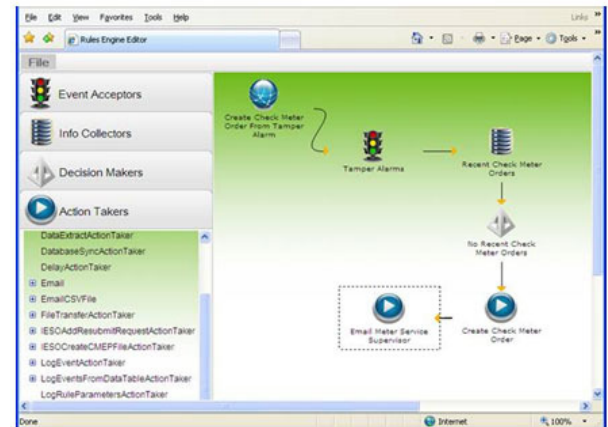 File Edit View Favorites Tools Help
Links »
Rules Engine Editor
Page Tools »
File
Event Acceptors
Info Collectors
Decision Makers
Action Takers
DataExtractActionTaker
DatabaseSyncActionTaker
DelayActionTaker
Email
EmailCSVFile
FileTransferActionTaker
IESOAddResubmitRequestActionTaker
IESOCreateCMEPFileActionTaker
LogEventActionTaker
LogEventsFromDataTableActionTaker
LogRuleParametersActionTaker
Create Check Meter
Order From Tamper
Alarm
Tamper Alarms
Recent Check Meter
Orders
No Recent Check
Meter Orders
Email Meter Service
Supervisor
Create Check Meter
Order
Done
Internet
100%